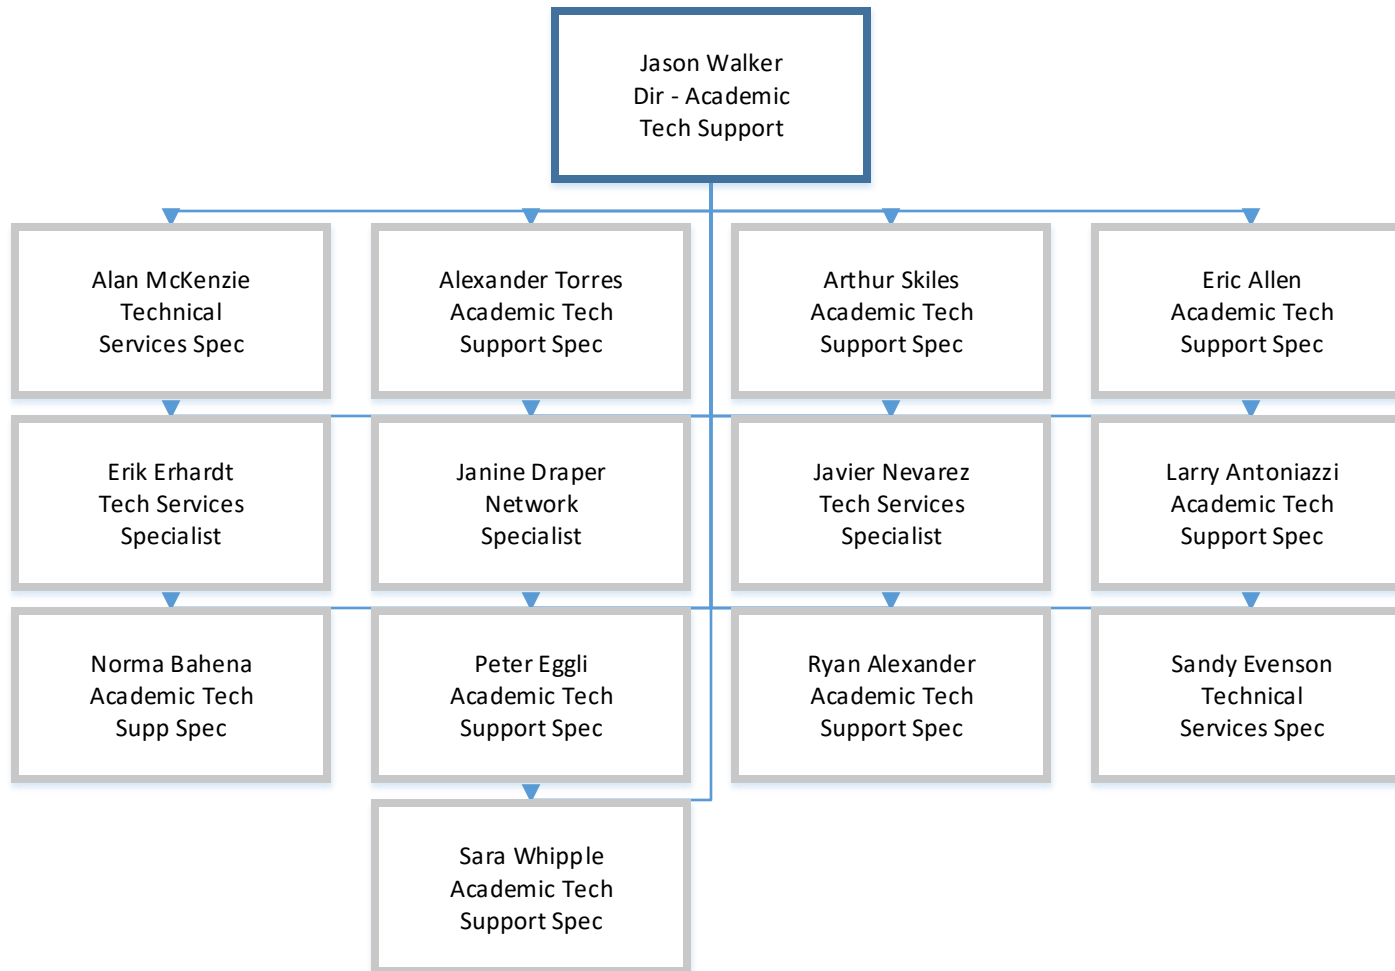 Jason Walker
Dir - Academic
Tech Support
Alan McKenzie
Technical
Services Spec
Alexander Torres
Academic Tech
Support Spec
Arthur Skiles
Academic Tech
Support Spec
Eric Allen
Academic Tech
Support Spec
Erik Erhardt
Tech Services
Specialist
Janine Draper
Network
Specialist
Javier Nevarez
Tech Services
Specialist
Larry Antoniazzi
Academic Tech
Support Spec
Norma Bahena
Academic Tech
Supp Spec
Peter Eggli
Academic Tech
Support Spec
Ryan Alexander
Academic Tech
Support Spec
Sandy Evenson
Technical
Services Spec
Sara Whipple
Academic Tech
Support Spec